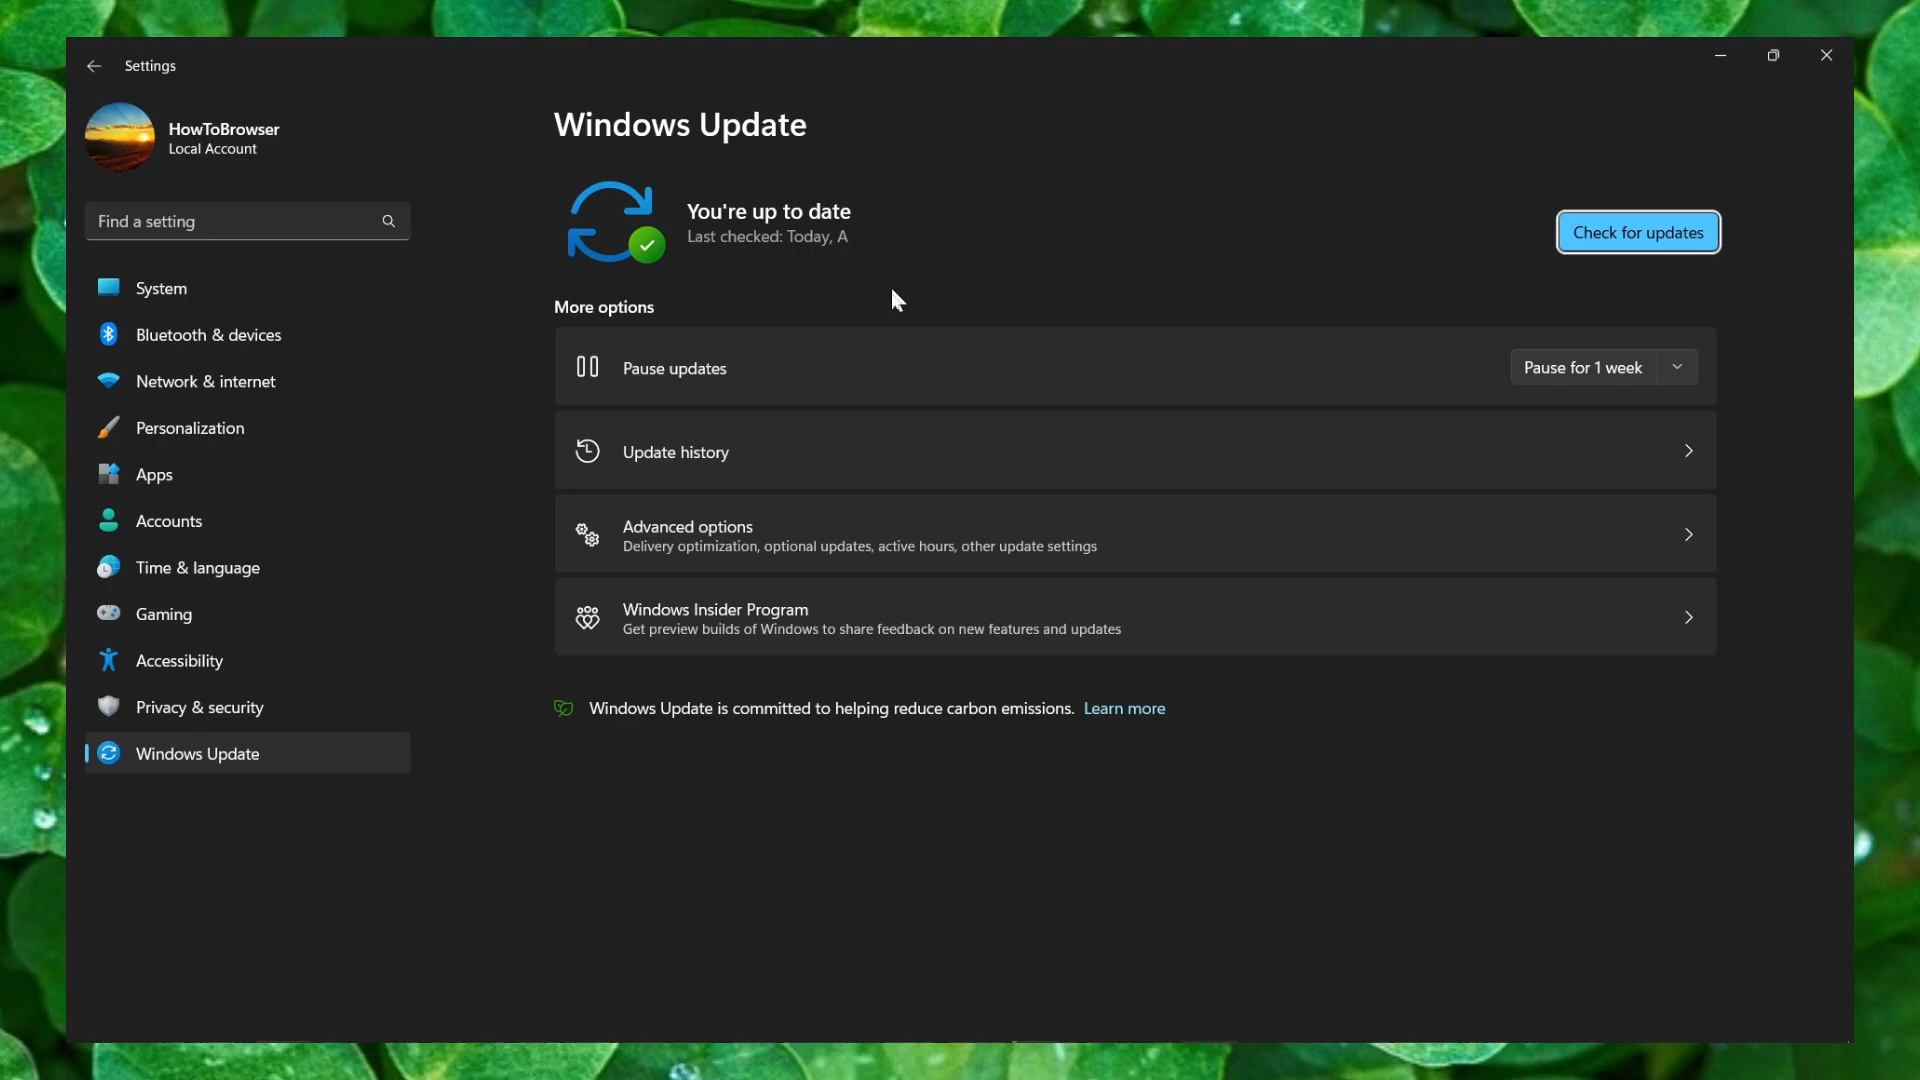 Settings
HowToBrowser
Local Account
Find a setting
System
Bluetooth & devices
Network & internet
Personalization
Apps
Accounts
Time & language
Gaming
Accessibility
Privacy & security
Windows Update
Windows Update
You're up to date
Last checked: Today, A
Check for updates
More options
Pause updates
Pause for 1 week
Update history
Advanced options
Delivery optimization, optional updates, active hours, other update settings
Windows Insider Program
Get preview builds of Windows to share feedback on new features and updates
Windows Update is committed to helping reduce carbon emissions. Learn more